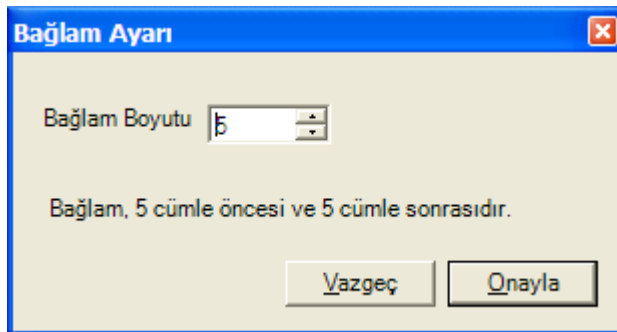 Bağlam Ayarı
Bağlam Boyutu 5
Bağlam, 5 cümle öncesi ve 5 cümle sonrasıdır.
Vazgeç Onayla